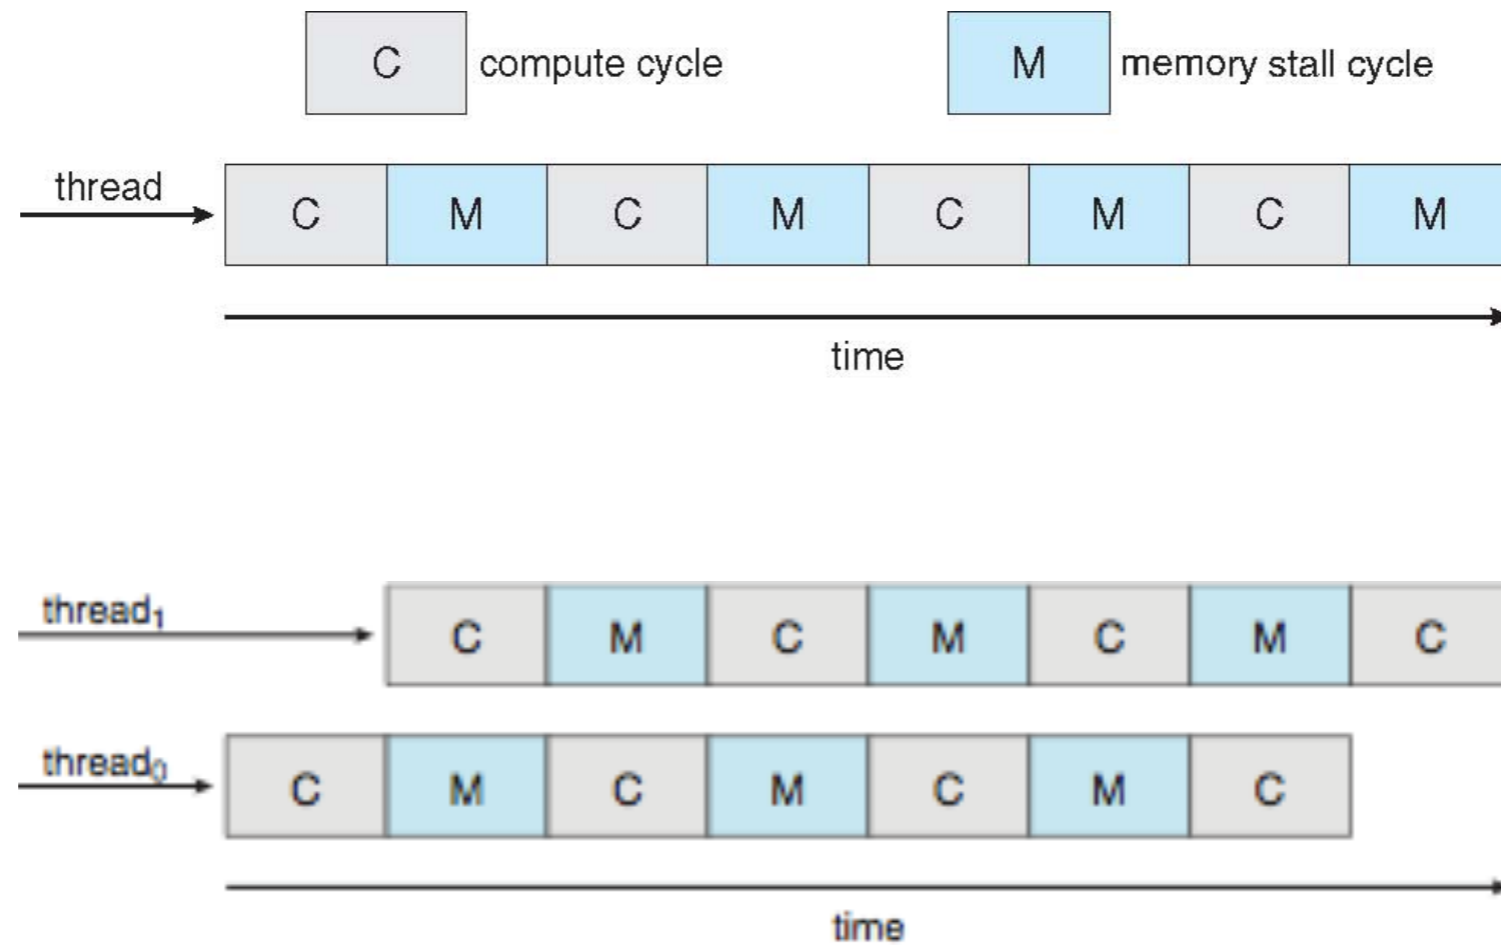 C compute cycle M memory stall cycle
thread
C M C M C M C M
time
thread₁
C M C M C M C
thread₀
C M C M C M C
time